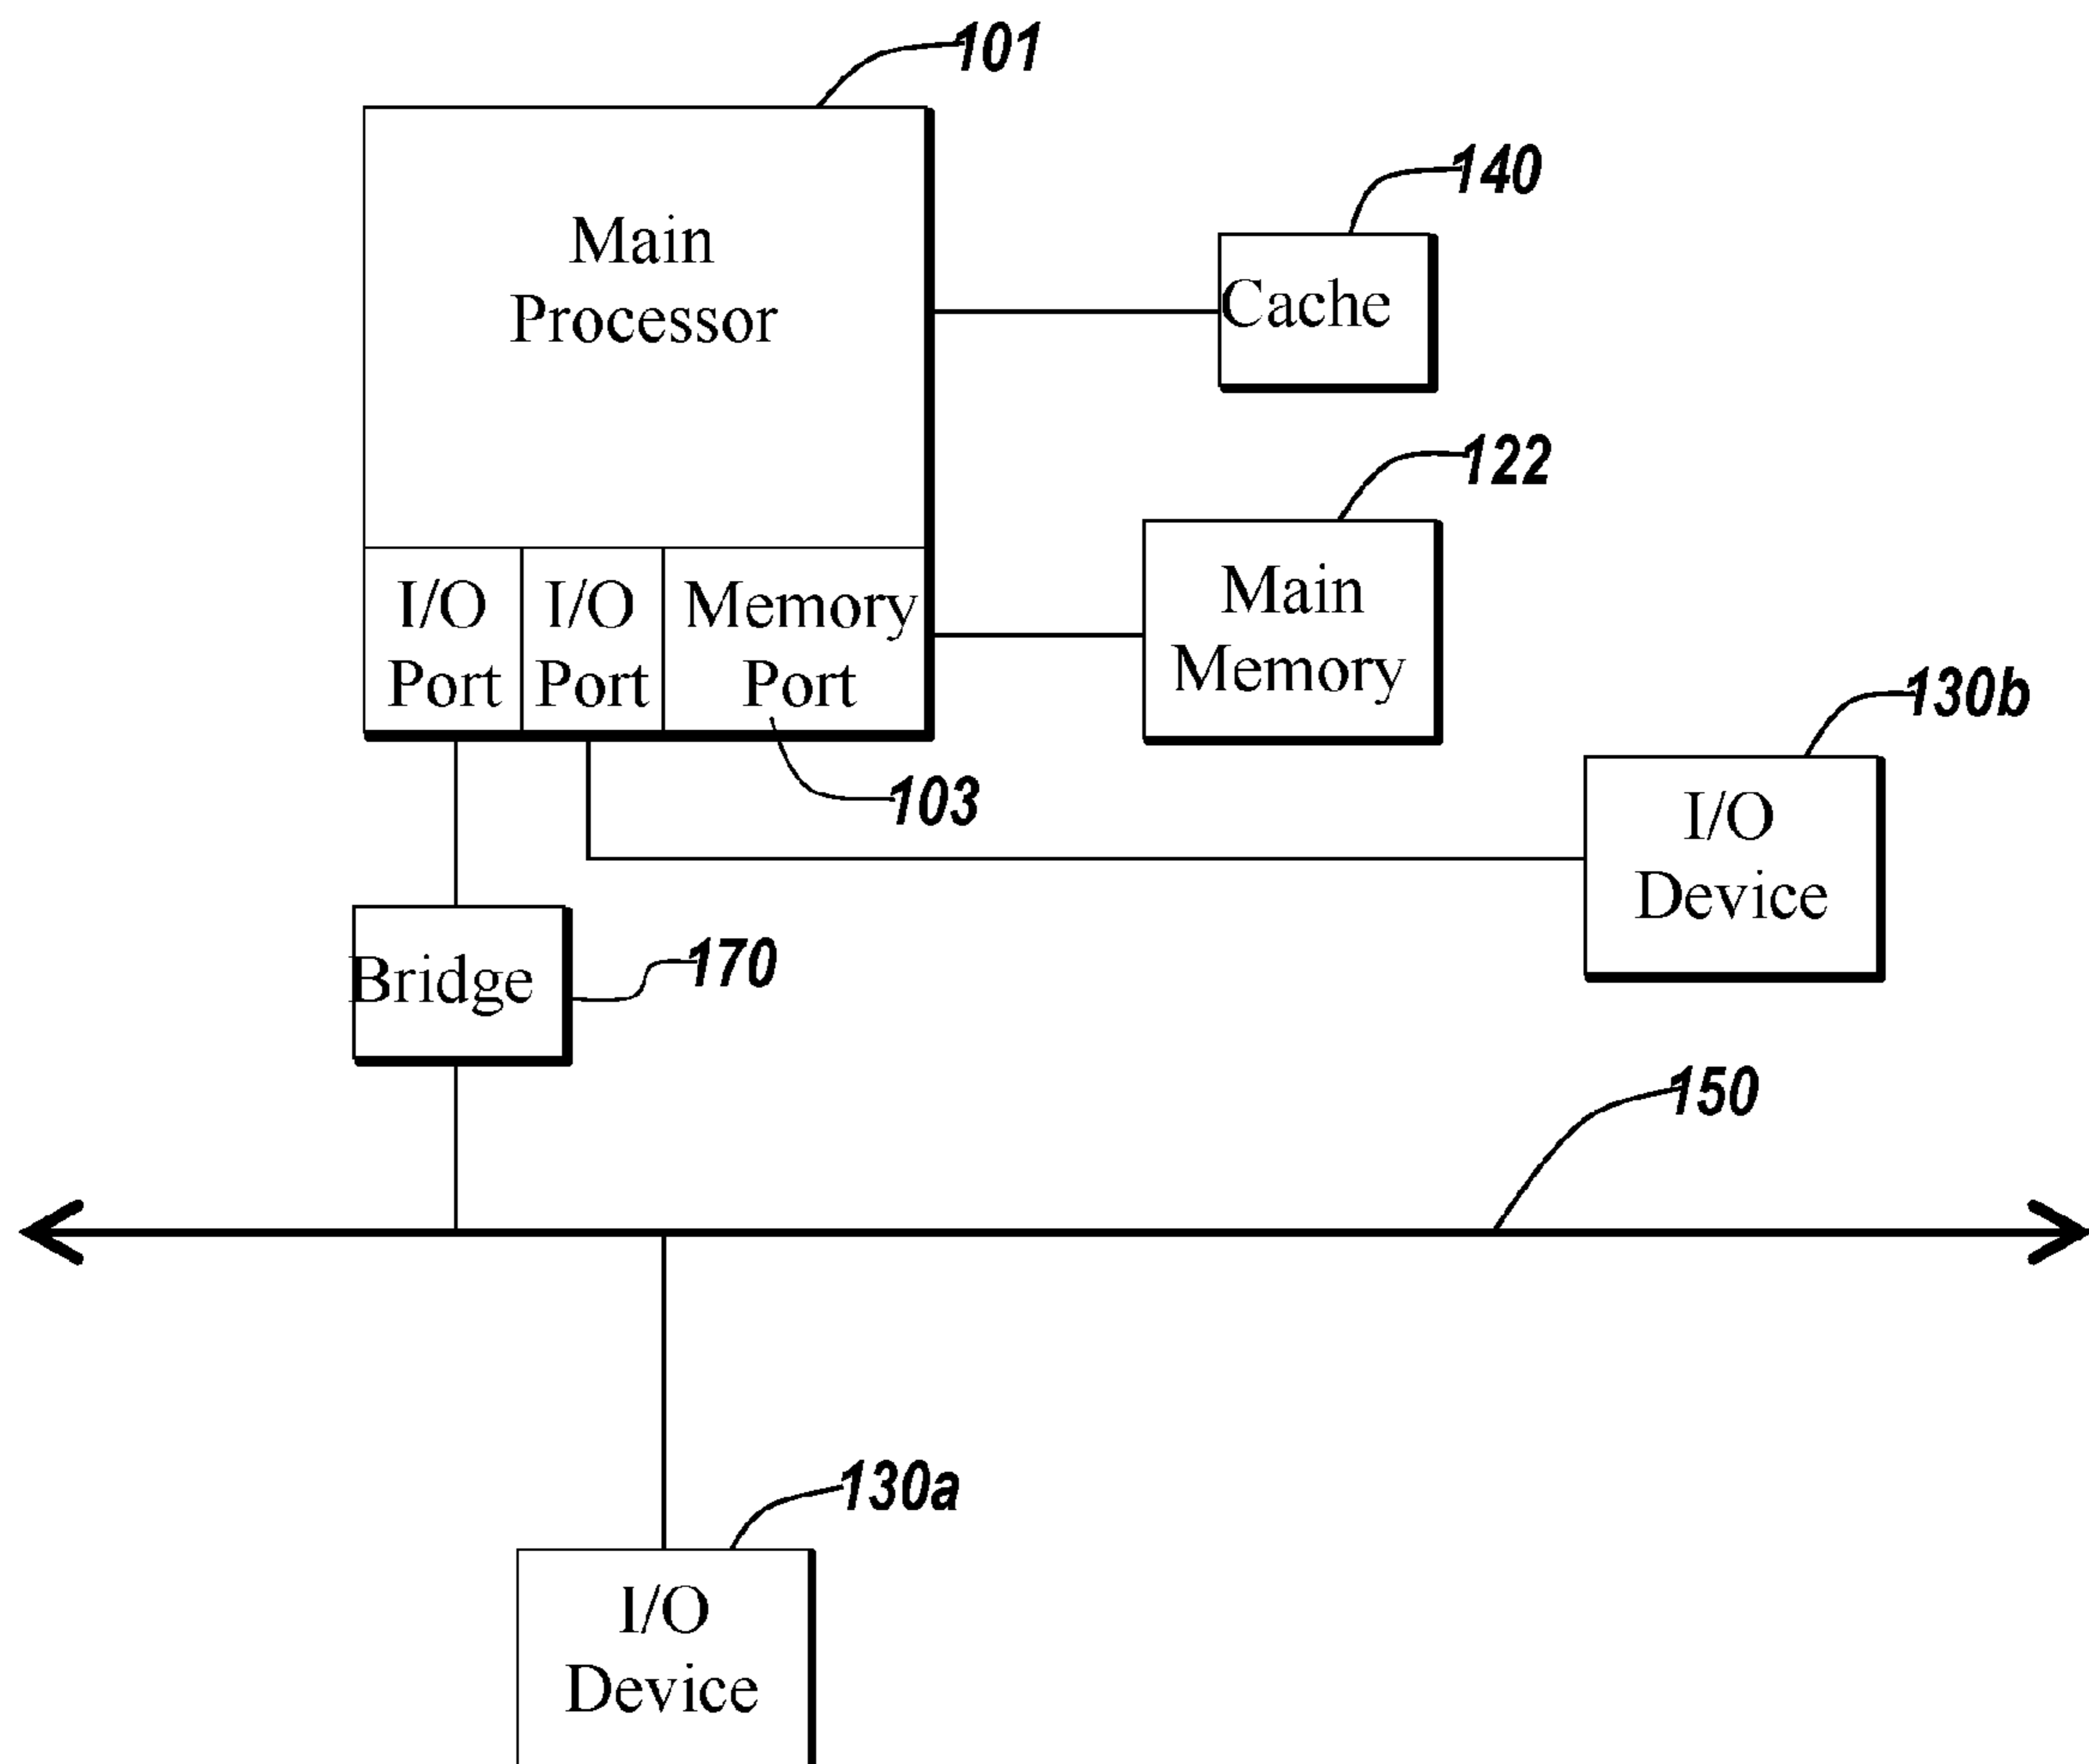 101
140
Main
Processor
Cache
122
I/O
Port
I/O
Port
Memory
Port
Main
Memory
130b
103
I/O
Device
Bridge
170
150
130a
I/O
Device